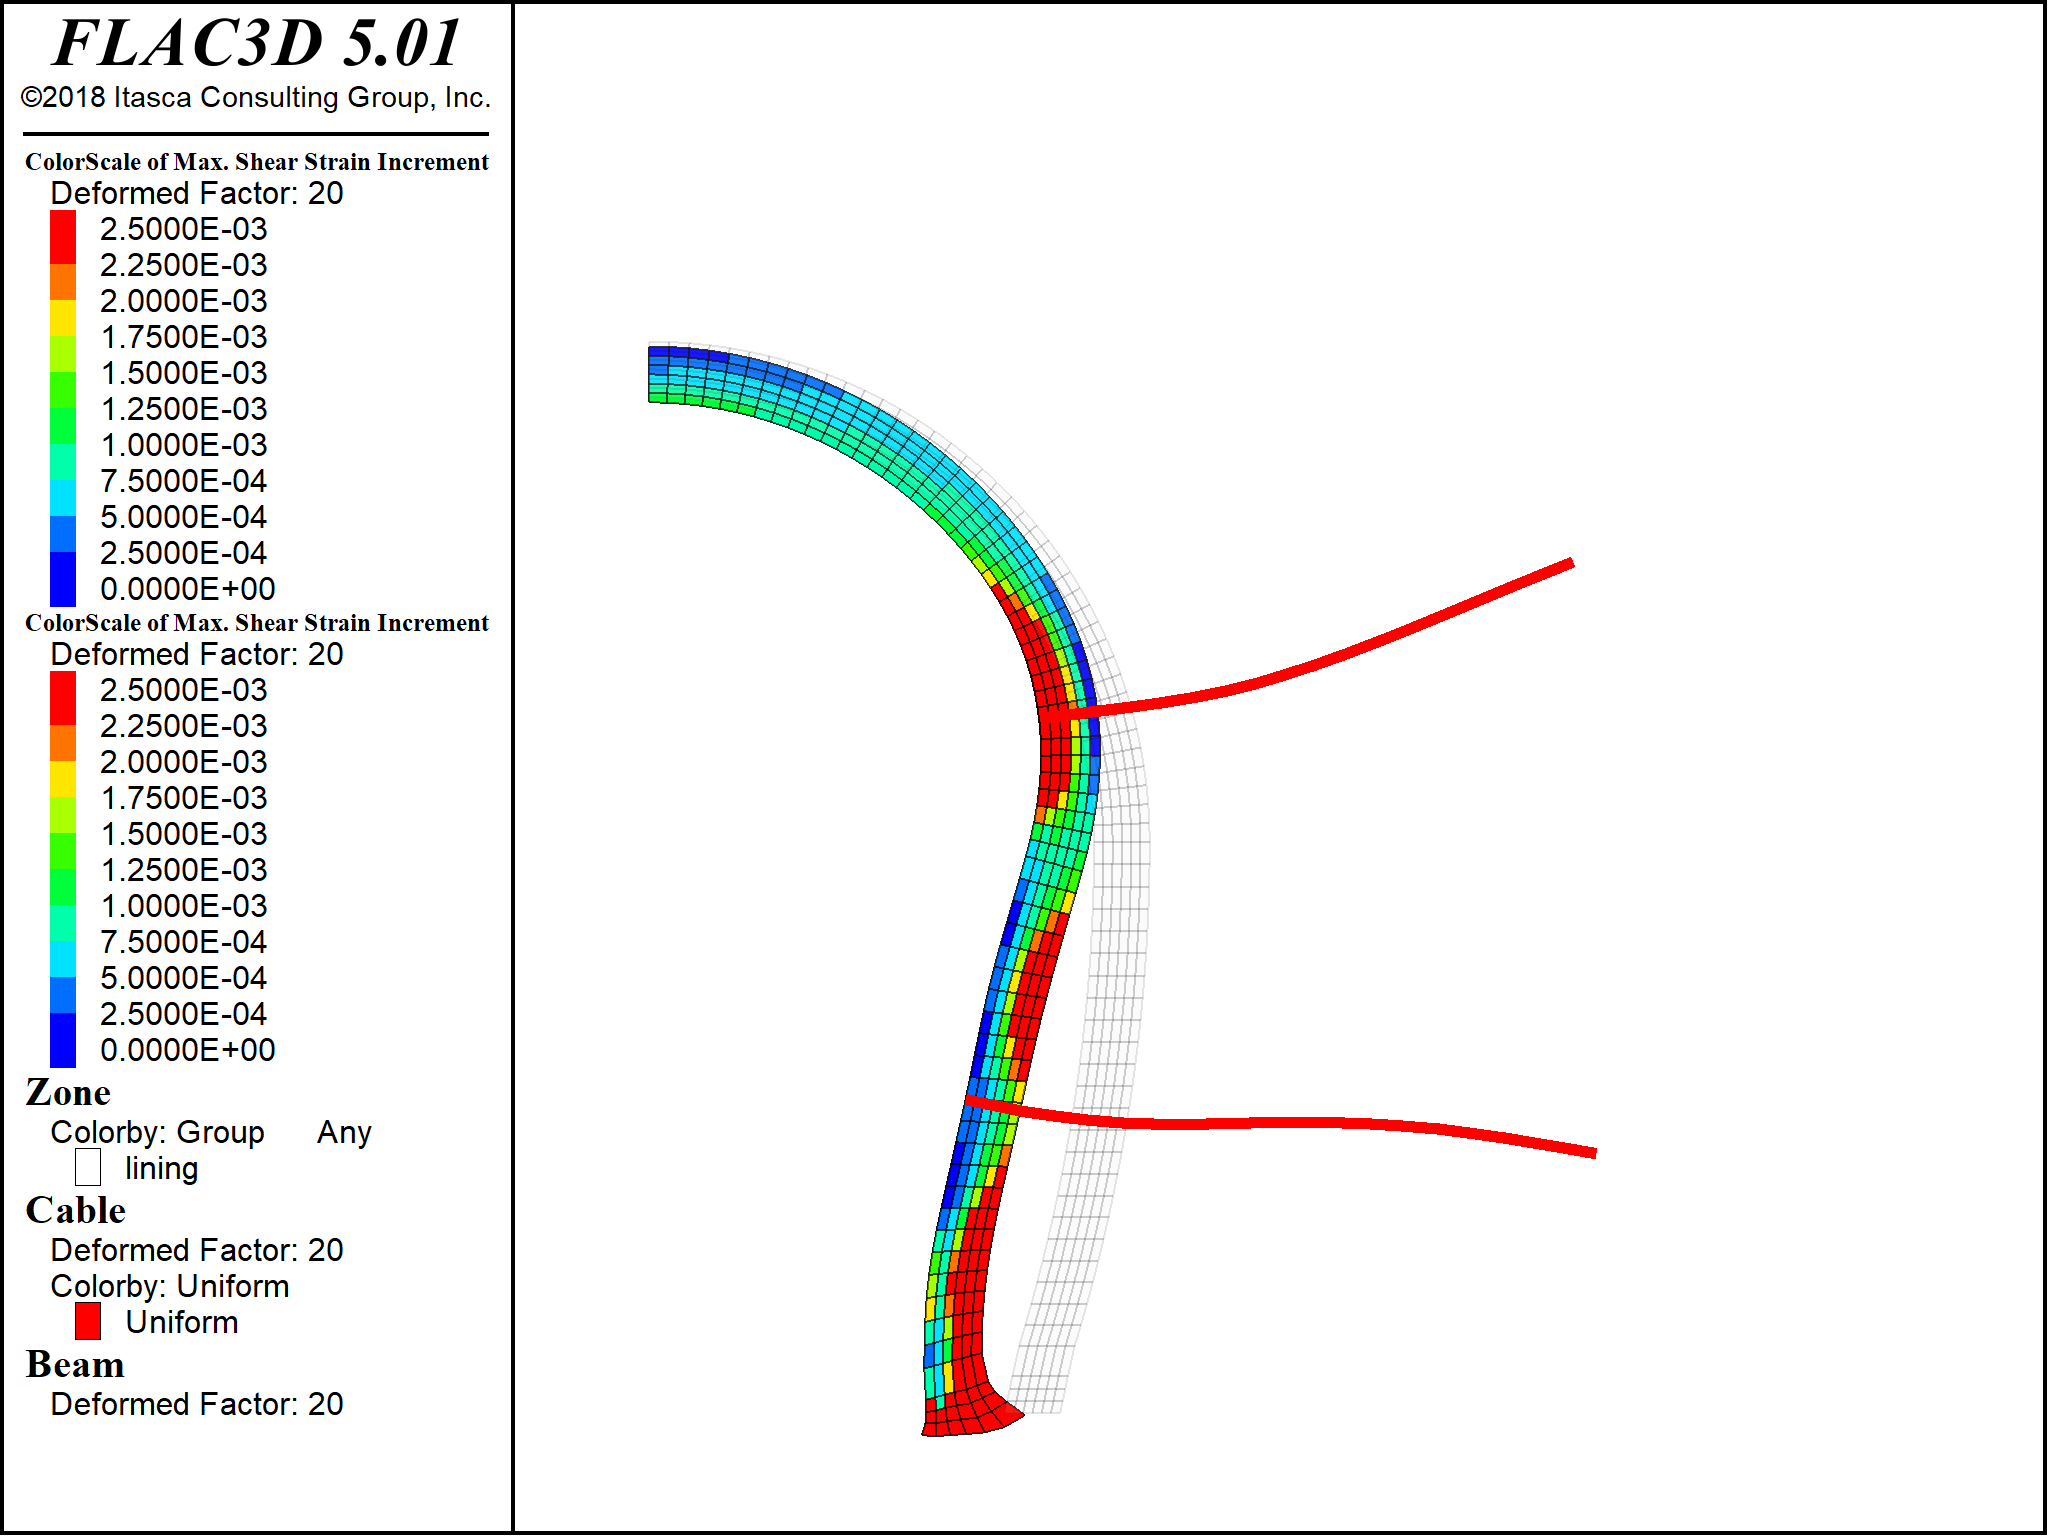 FLAC3D 5.01
©2018 Itasca Consulting Group, Inc.
ColorScale of Max. Shear Strain Increment
Deformed Factor: 20
2.5000E-03
2.2500E-03
2.0000E-03
1.7500E-03
1.5000E-03
1.2500E-03
1.0000E-03
7.5000E-04
5.0000E-04
2.5000E-04
0.0000E+00
ColorScale of Max. Shear Strain Increment
Deformed Factor: 20
2.5000E-03
2.2500E-03
2.0000E-03
1.7500E-03
1.5000E-03
1.2500E-03
1.0000E-03
7.5000E-04
5.0000E-04
2.5000E-04
0.0000E+00
Zone
Colorby: Group Any
lining
Cable
Deformed Factor: 20
Colorby: Uniform
Uniform
Beam
Deformed Factor: 20